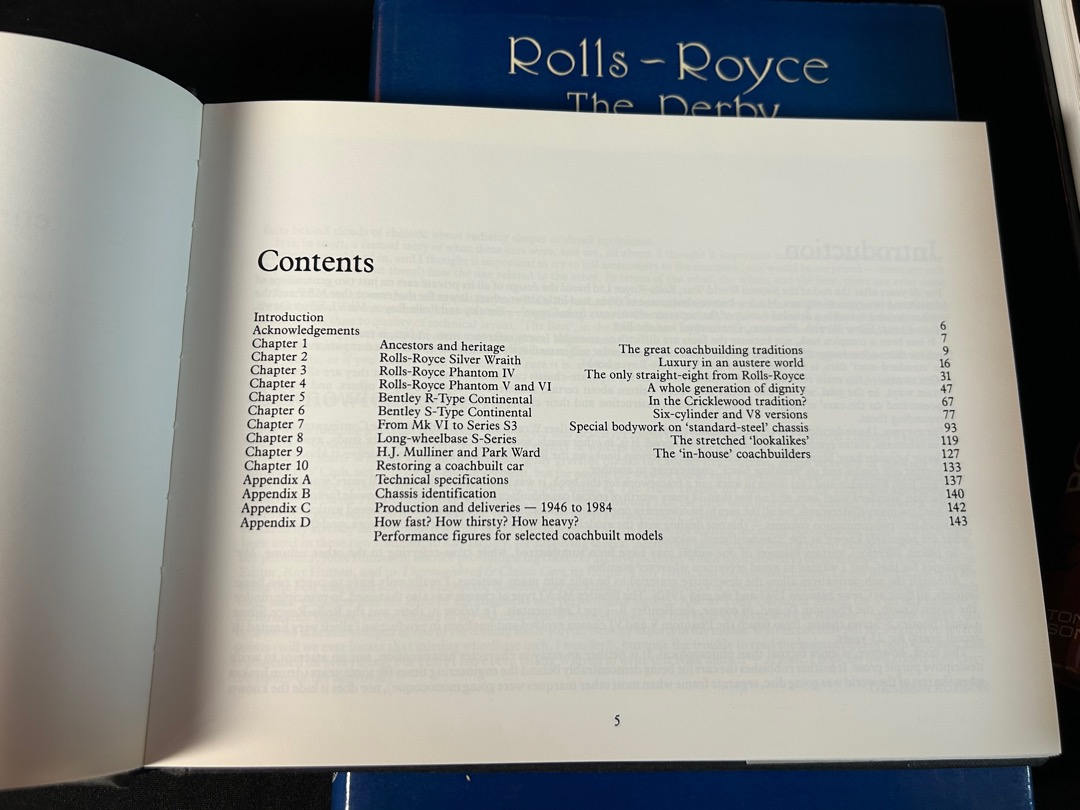 Rolls-Royce
The Derby
Contents
Introduction 6
Acknowledgements 7
Chapter 1 Ancestors and heritage The great coachbuilding traditions 9
Chapter 2 Rolls-Royce Silver Wraith Luxury in an austere world 16
Chapter 3 Rolls-Royce Phantom IV The only straight-eight from Rolls-Royce 31
Chapter 4 Rolls-Royce Phantom V and VI A whole generation of dignity 47
Chapter 5 Bentley R-Type Continental In the Cricklewood tradition? 67
Chapter 6 Bentley S-Type Continental Six-cylinder and V8 versions 77
Chapter 7 From Mk VI to Series S3 Special bodywork on ‘standard-steel’ chassis 93
Chapter 8 Long-wheelbase S-Series The stretched ‘lookalikes’ 119
Chapter 9 H.J. Mulliner and Park Ward The ‘in-house’ coachbuilders 127
Chapter 10 Restoring a coachbuilt car 133
Appendix A Technical specifications 137
Appendix B Chassis identification 140
Appendix C Production and deliveries — 1946 to 1984 142
Appendix D How fast? How thirsty? How heavy? 143
Performance figures for selected coachbuilt models
5